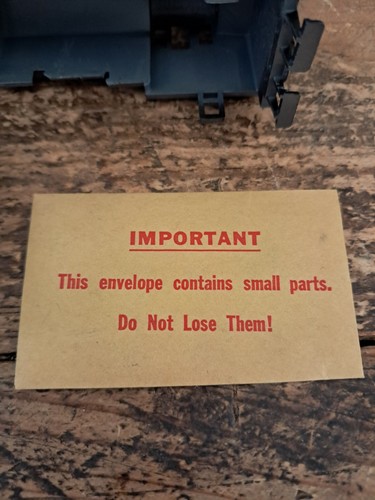 IMPORTANT
This envelope contains small parts.
Do Not Lose Them!